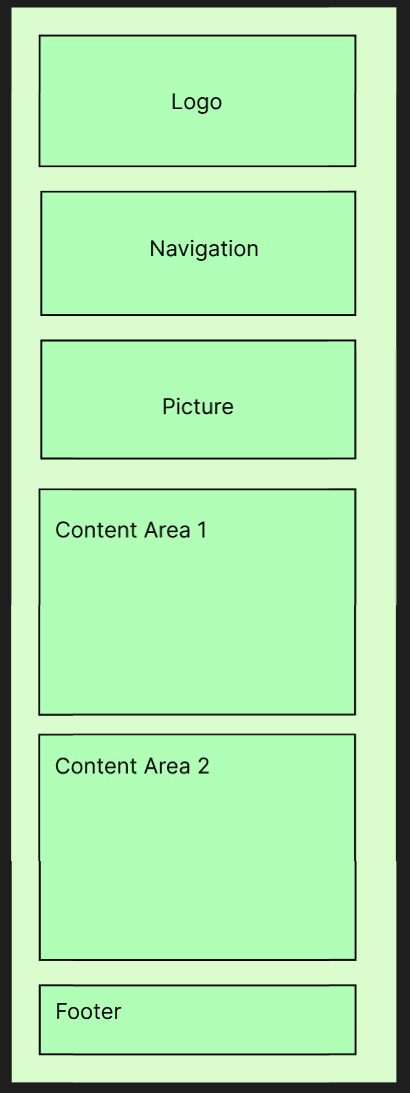 Logo
Navigation
Picture
Content Area 1
Content Area 2
Footer